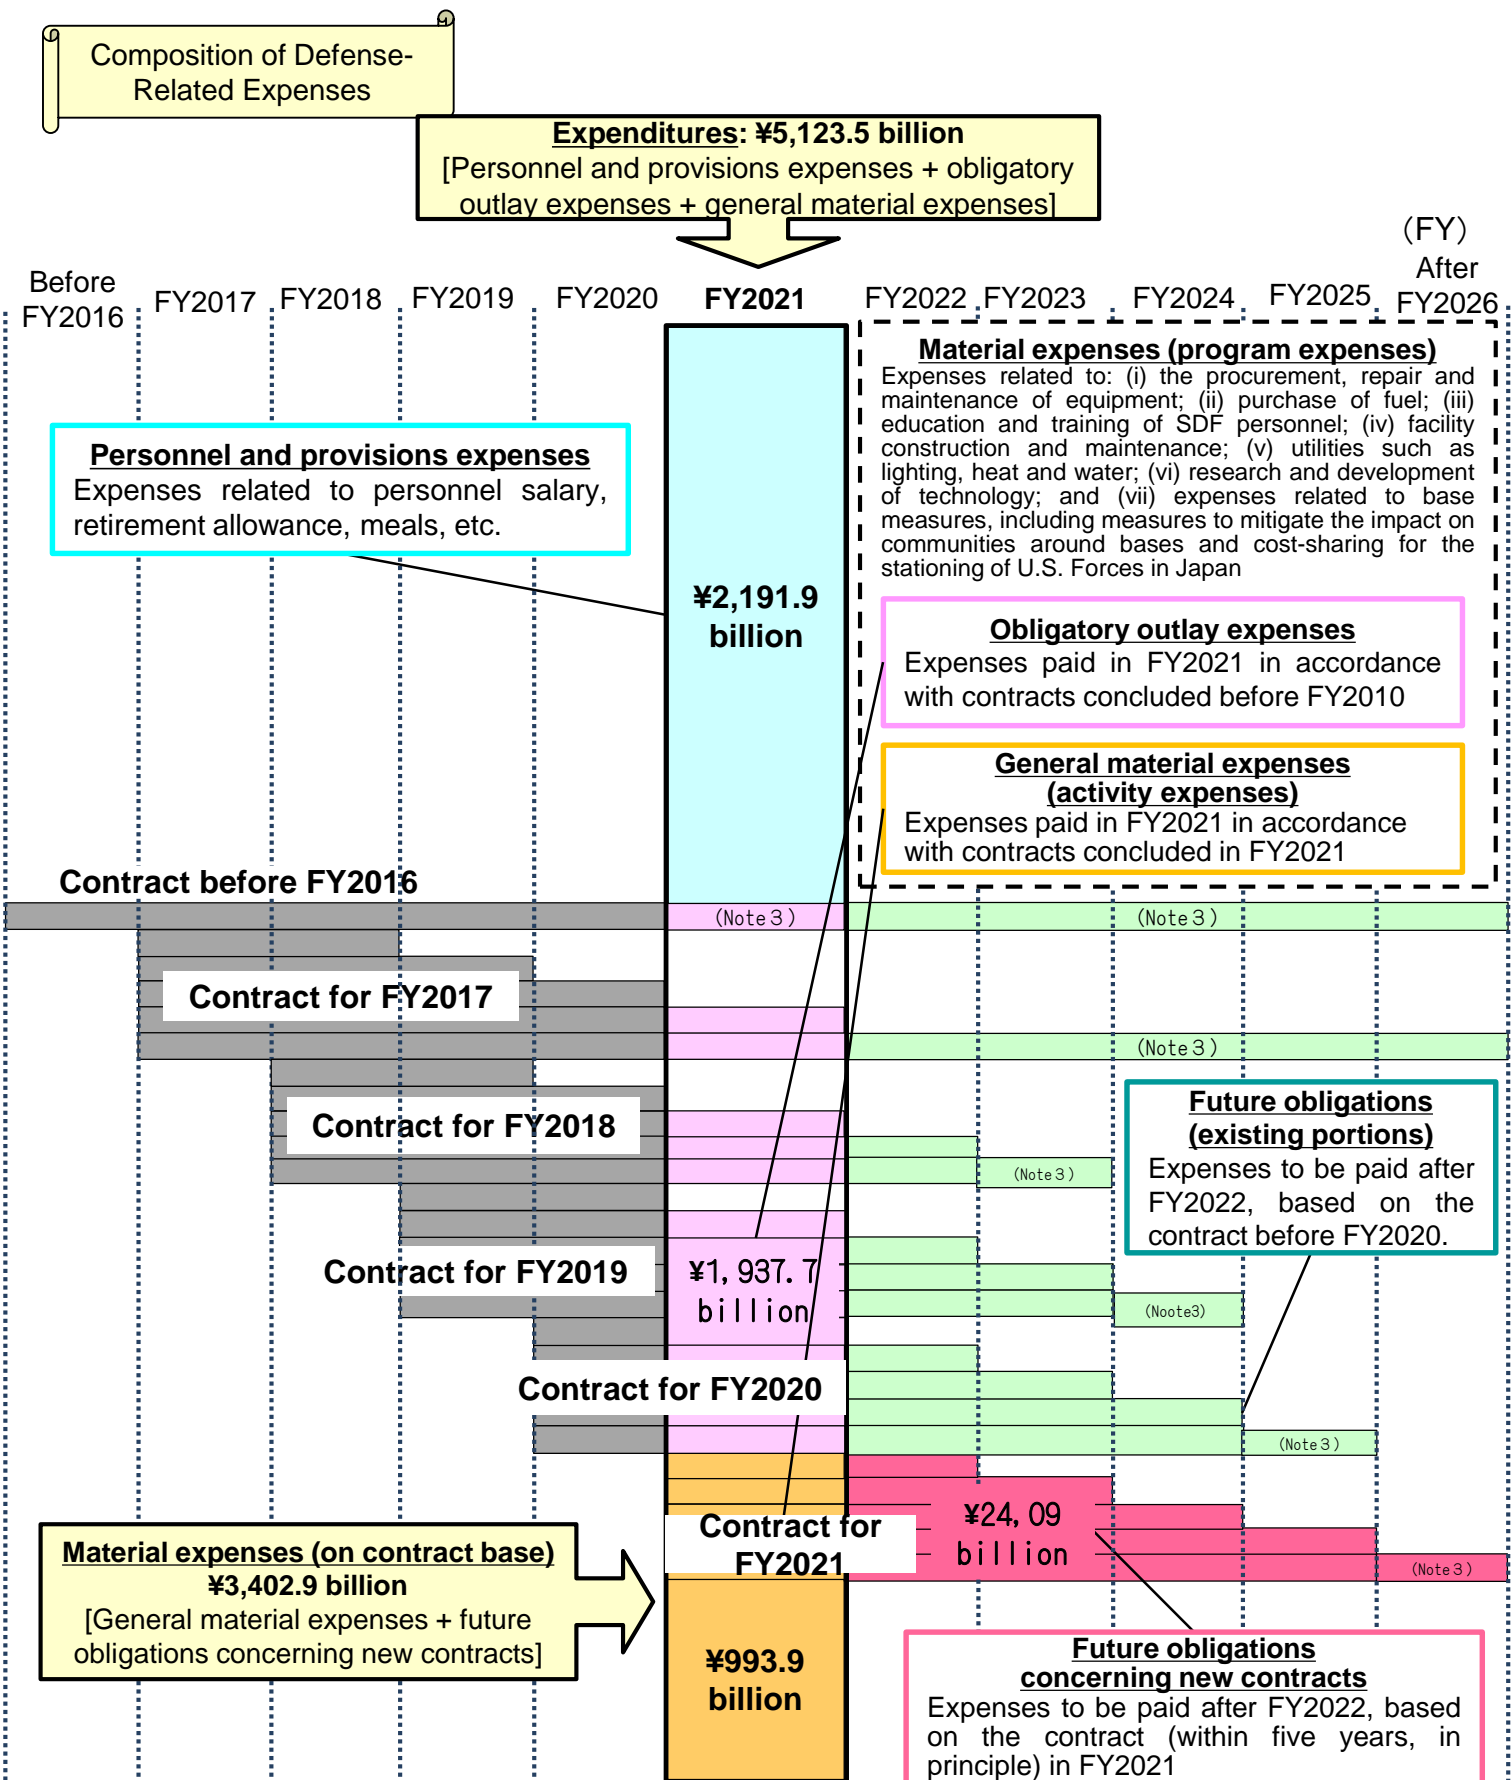 Composition of Defense-
Related Expenses
Expenditures: ¥5,123.5 billion
[Personnel and provisions expenses + obligatory
outlay expenses + general material expenses]
（FY）
Before
FY2016
FY2017
FY2018
FY2019
FY2020
FY2021
FY2022
FY2023
FY2024
FY2025
After
FY2026
Material expenses (program expenses)
Expenses related to: (i) the procurement, repair and
maintenance of equipment; (ii) purchase of fuel; (iii)
education and training of SDF personnel; (iv) facility
construction and maintenance; (v) utilities such as
lighting, heat and water; (vi) research and development
of technology; and (vii) expenses related to base
measures, including measures to mitigate the impact on
communities around bases and cost-sharing for the
stationing of U.S. Forces in Japan
Personnel and provisions expenses
Expenses related to personnel salary,
retirement allowance, meals, etc.
¥2,191.9
billion
Obligatory outlay expenses
Expenses paid in FY2021 in accordance
with contracts concluded before FY2010
General material expenses
(activity expenses)
Expenses paid in FY2021 in accordance
with contracts concluded in FY2021
Contract before FY2016
(Note３)
(Note３)
Contract for FY2017
(Note３)
Contract for FY2018
(Note３)
Future obligations
(existing portions)
Expenses to be paid after
FY2022, based on the
contract before FY2020.
Contract for FY2019
¥1,937.7
billion
(Noote3)
Contract for FY2020
(Note３)
Contract for
FY2021
¥24,09
billion
(Note３)
Material expenses (on contract base)
¥3,402.9 billion
[General material expenses + future
obligations concerning new contracts]
¥993.9
billion
Future obligations
concerning new contracts
Expenses to be paid after FY2022, based
on the contract (within five years, in
principle) in FY2021